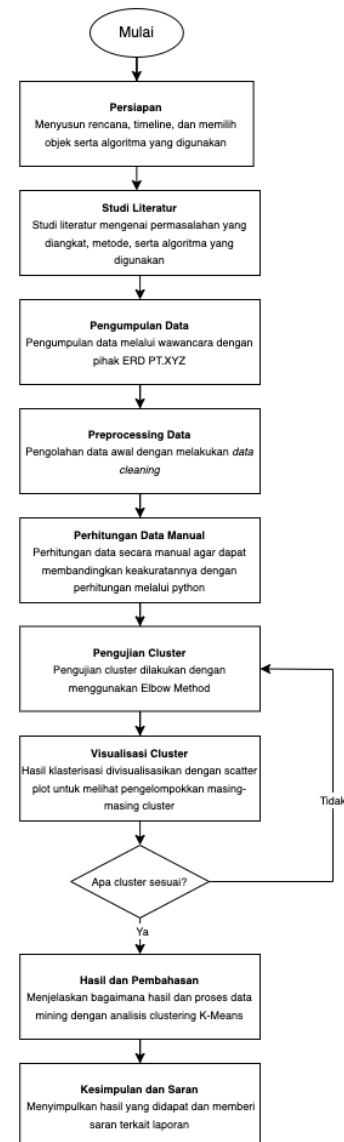 Mulai
Persiapan
Menyusun rencana, timeline, dan memilih
objek serta algoritma yang digunakan
Studi Literatur
Studi literatur mengenai permasalahan yang
diangkat, metode, serta algoritma yang
digunakan
Pengumpulan Data
Pengumpulan data melalui wawancara dengan
pihak ERD PT.XYZ
Preprocessing Data
Pengolahan data awal dengan melakukan data
cleaning
Perhitungan Data Manual
Perhitungan data secara manual agar dapat
membandingkan keakuratannya dengan
perhitungan melalui python
Pengujian Cluster
Pengujian cluster dilakukan dengan
menggunakan Elbow Method
Visualisasi Cluster
Hasil klasterisasi divisualisasikan dengan scatter
plot untuk melihat pengelompokkan masing-
masing cluster
Tidak
Apa cluster sesuai?
Ya
Hasil dan Pembahasan
Menjelaskan bagaimana hasil dan proses data
mining dengan analisis clustering K-Means
Kesimpulan dan Saran
Menyimpulkan hasil yang didapat dan memberi
saran terkait laporan